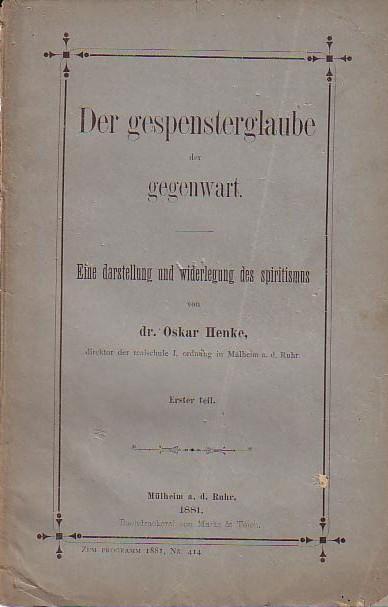 Der gespensterglaube
der
gegenwart.
Eine darstellung und widerlegung des spiritismus
von
dr. Oskar Henke,
direktor der realschule I. ordnung in Mülheim a. d. Ruhr.
Erster teil.
Mülheim a. d. Ruhr,
1881.
Buchdruckerei von Marks &
Zum programm 1881, Nr. 414